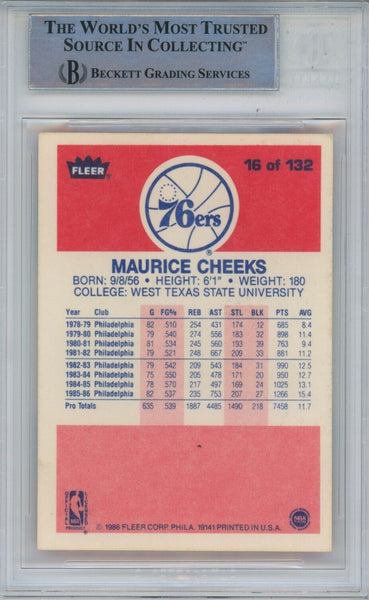 THE WORLD'S MOST TRUSTED
SOURCE IN COLLECTING™
B BECKETT GRADING SERVICES
FLEER
16 of 132
76ers
®
MAURICE CHEEKS
BORN: 9/8/56 • HEIGHT: 6'1" • WEIGHT: 180
COLLEGE: WEST TEXAS STATE UNIVERSITY
Year Club G FG% REB AST STL BLK PTS AVG
1978-79 Philadelphia 82 510 254 431 174 12 685 8.4
1979-80 Philadelphia 79 540 274 556 183 32 898 11.4
1980-81 Philadelphia 81 534 245 560 193 39 763 9.4
1981-82 Philadelphia 79 521 248 667 209 33 881 11.2
1982-83 Philadelphia 79 542 209 543 184 31 990 12.5
1983-84 Philadelphia 75 550 205 478 171 20 950 12.7
1984-85 Philadelphia 78 570 217 497 169 24 1025 13.1
1985-86 Philadelphia 82 537 235 753 207 27 1266 15.4
Pro Totals 635 539 1887 4485 1490 218 7458 11.7
NBA
© 1986 FLEER CORP. PHILA. 19141 PRINTED IN U.S.A.